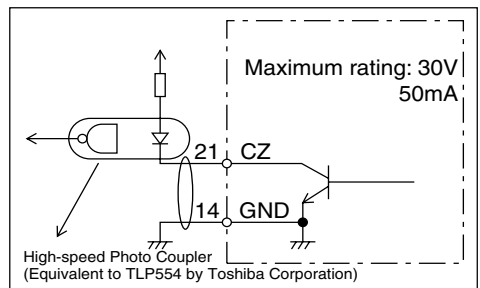 Maximum rating: 30V
50mA
21 CZ
14 GND
High-speed Photo Coupler
(Equivalent to TLP554 by Toshiba Corporation)